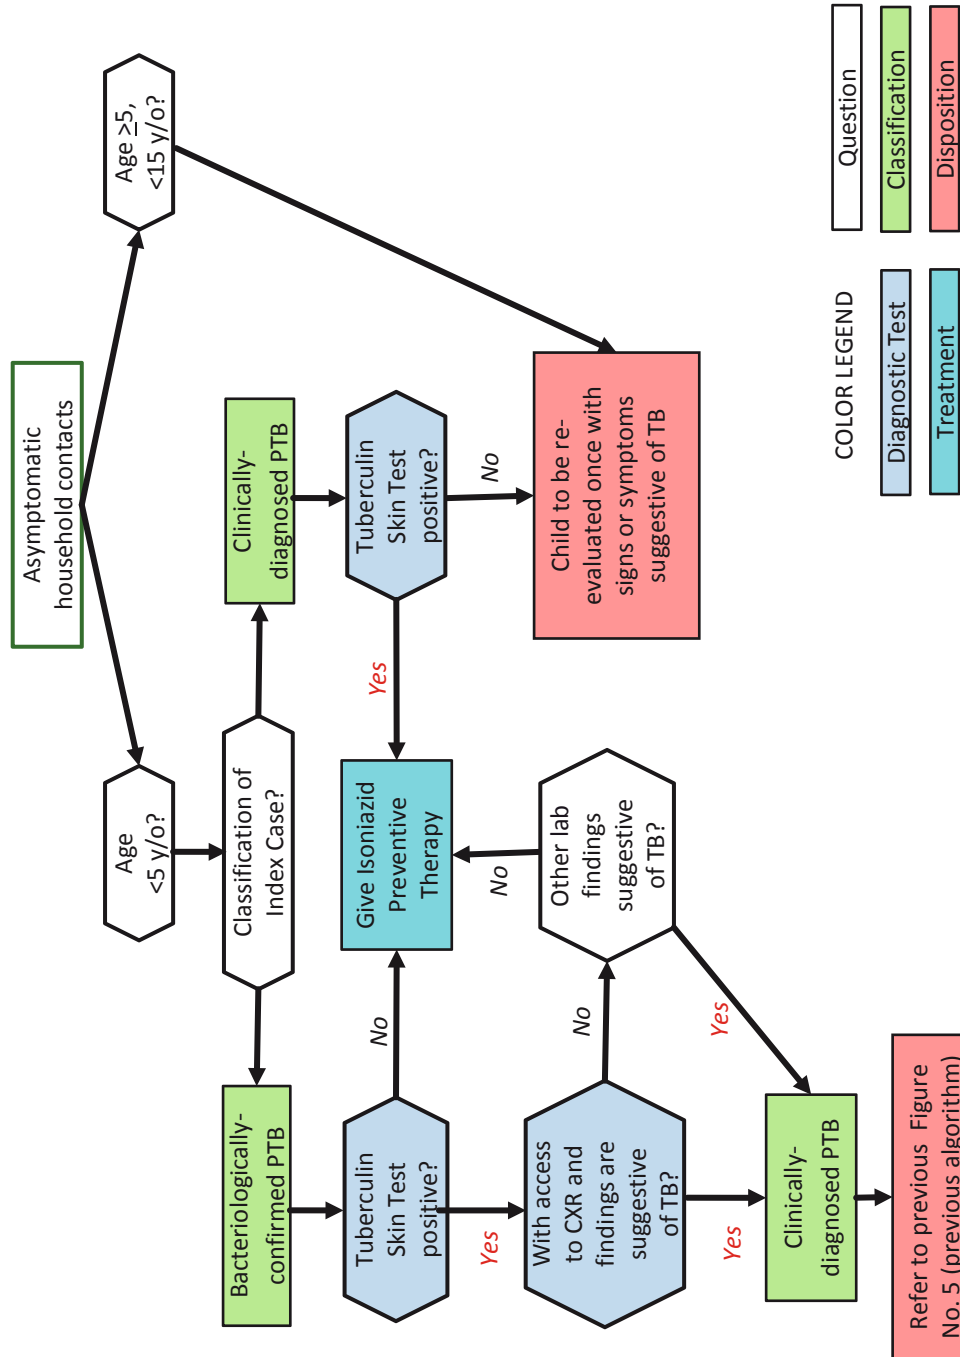 Asymptomatic
household contacts
Age
<5 y/o?
Age ≥5,
<15 y/o?
Classification of
Index Case?
Bacteriologically-
confirmed PTB
Clinically-
diagnosed PTB
Tuberculin
Skin Test
positive?
No
Give Isoniazid
Preventive
Therapy
Yes
Tuberculin
Skin Test
positive?
Yes
No
With access
to CXR and
findings are
suggestive
of TB?
No
Other lab
findings
suggestive
of TB?
No
Child to be re-
evaluated once with
signs or symptoms
suggestive of TB
Yes
Yes
Clinically-
diagnosed PTB
Refer to previous Figure
No. 5 (previous algorithm)
COLOR LEGEND
Question
Diagnostic Test
Classification
Treatment
Disposition